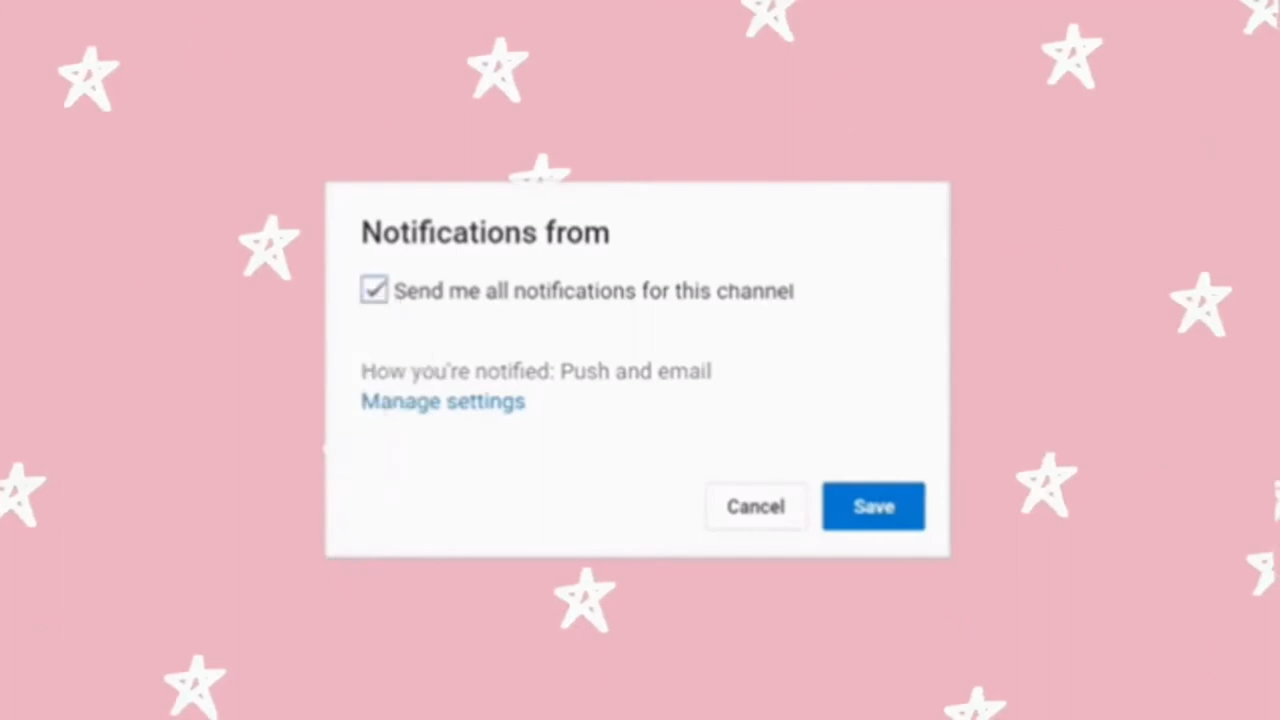 Notifications from
Send me all notifications for this channel
How you're notified: Push and email
Manage settings
Cancel
Save